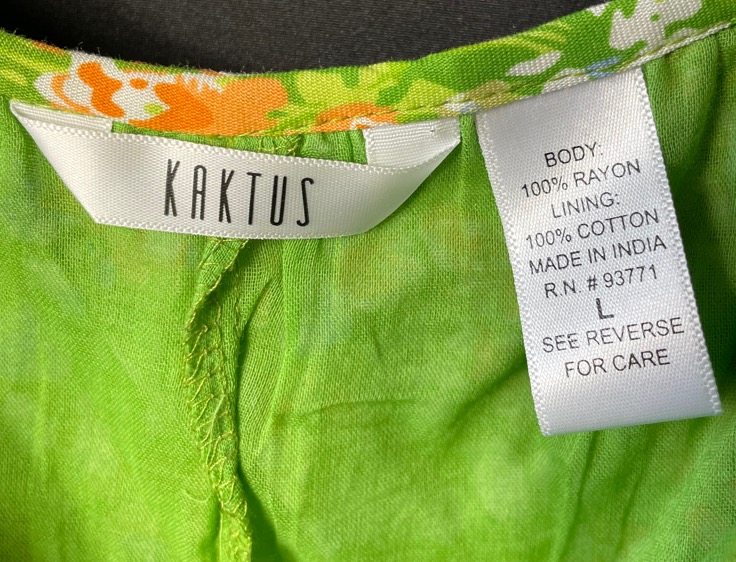 KAKTUS
BODY:
100% RAYON
LINING:
100% COTTON
MADE IN INDIA
R.N. # 93771
L
SEE REVERSE
FOR CARE